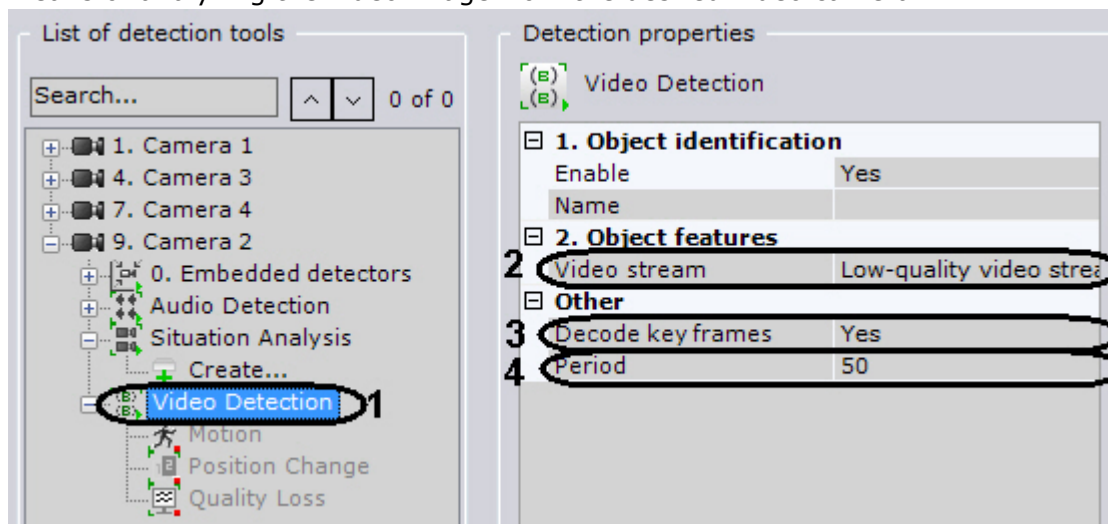 List of detection tools
Search...
0 of 0
1. Camera 1
4. Camera 3
7. Camera 4
9. Camera 2
0. Embedded detectors
Audio Detection
Situation Analysis
Create...
Video Detection 1
Motion
Position Change
Quality Loss
Detection properties
Video Detection
1. Object identification
Enable Yes
Name
2. Object features
2 Video stream Low-quality video strea
Other
3 Decode key frames Yes
4 Period 50